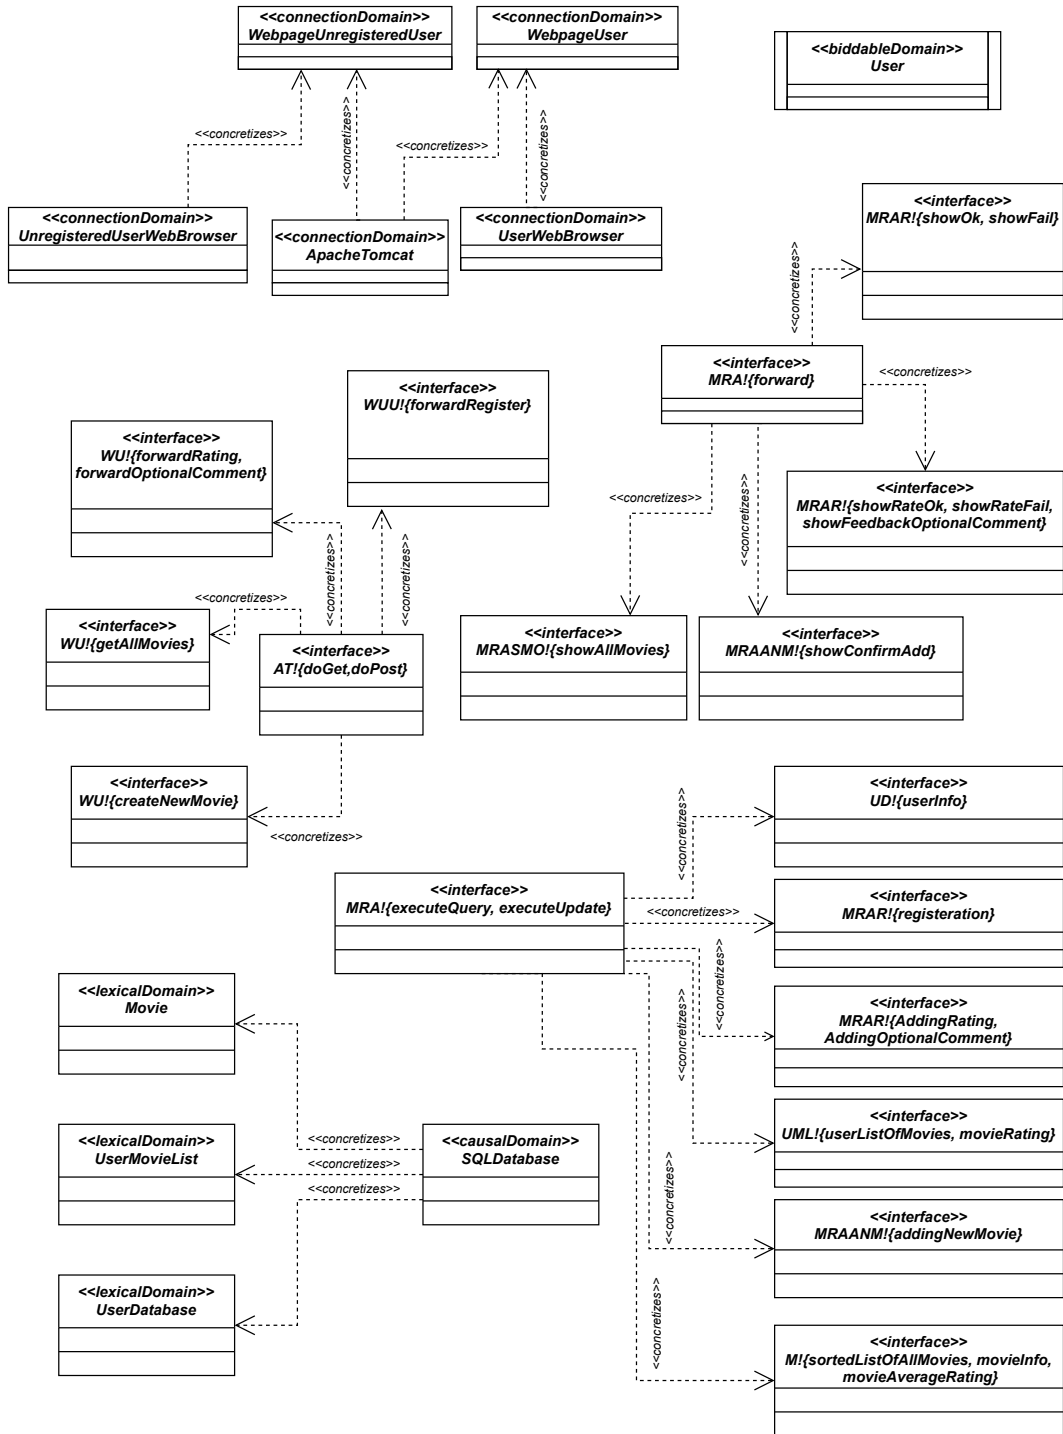 <<connectionDomain>>
WebpageUnregisteredUser
<<connectionDomain>>
WebpageUser
<<biddableDomain>>
User
<<concretizes>>
<<concretizes>>
<<concretizes>>
<<concretizes>>
<<connectionDomain>>
UnregisteredUserWebBrowser
<<connectionDomain>>
ApacheTomcat
<<connectionDomain>>
UserWebBrowser
<<interface>>
MRAR!{showOk, showFail}
<<concretizes>>
<<interface>>
MRA!{forward}
<<concretizes>>
<<interface>>
WUU!{forwardRegister}
<<interface>>
WU!{forwardRating,
forwardOptionalComment}
<<concretizes>>
<<concretizes>>
<<interface>>
MRAR!{showRateOk, showRateFail,
showFeedbackOptionalComment}
<<concretizes>>
<<concretizes>>
<<concretizes>>
<<interface>>
WU!{getAllMovies}
<<interface>>
AT!{doGet,doPost}
<<interface>>
MRASMO!{showAllMovies}
<<interface>>
MRAANM!{showConfirmAdd}
<<interface>>
WU!{createNewMovie}
<<concretizes>>
<<concretizes>>
<<interface>>
UD!{userInfo}
<<interface>>
MRA!{executeQuery, executeUpdate}
<<concretizes>>
<<interface>>
MRAR!{registeration}
<<concretizes>>
<<concretizes>>
<<lexicalDomain>>
Movie
<<interface>>
MRAR!{AddingRating,
AddingOptionalComment}
<<lexicalDomain>>
UserMovieList
<<concretizes>>
<<concretizes>>
<<concretizes>>
<<causalDomain>>
SQLDatabase
<<interface>>
UML!{userListOfMovies, movieRating}
<<concretizes>>
<<interface>>
MRAANM!{addingNewMovie}
<<lexicalDomain>>
UserDatabase
<<concretizes>>
<<interface>>
M!{sortedListOfAllMovies, movieInfo,
movieAverageRating}